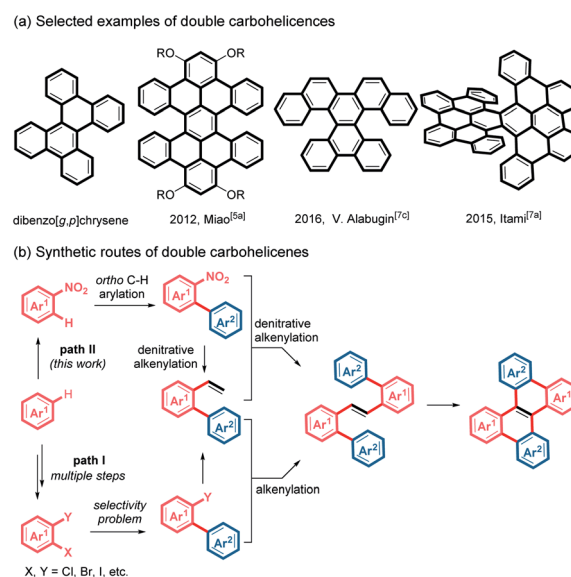 (a) Selected examples of double carbohelicences
OR OR
RO OR
dibenzo[g,p]chrysene
2012, Miao[5a]
2016, V. Alabugin[7c]
2015, Itami[7a]
(b) Synthetic routes of double carbohelicenes
NO2
Ar1
H
ortho C-H
arylation
NO2
Ar1
Ar2
denitrative
alkenylation
path II
(this work)
denitrative
alkenylation
H
Ar1
Ar1
Ar2
Ar2
Ar1
Ar1
Ar2
Ar1
Ar2
Ar2
Ar1
path I
multiple steps
selectivity
problem
alkenylation
Y
Ar1
X
Y
Ar1
Ar2
X, Y = Cl, Br, I, etc.